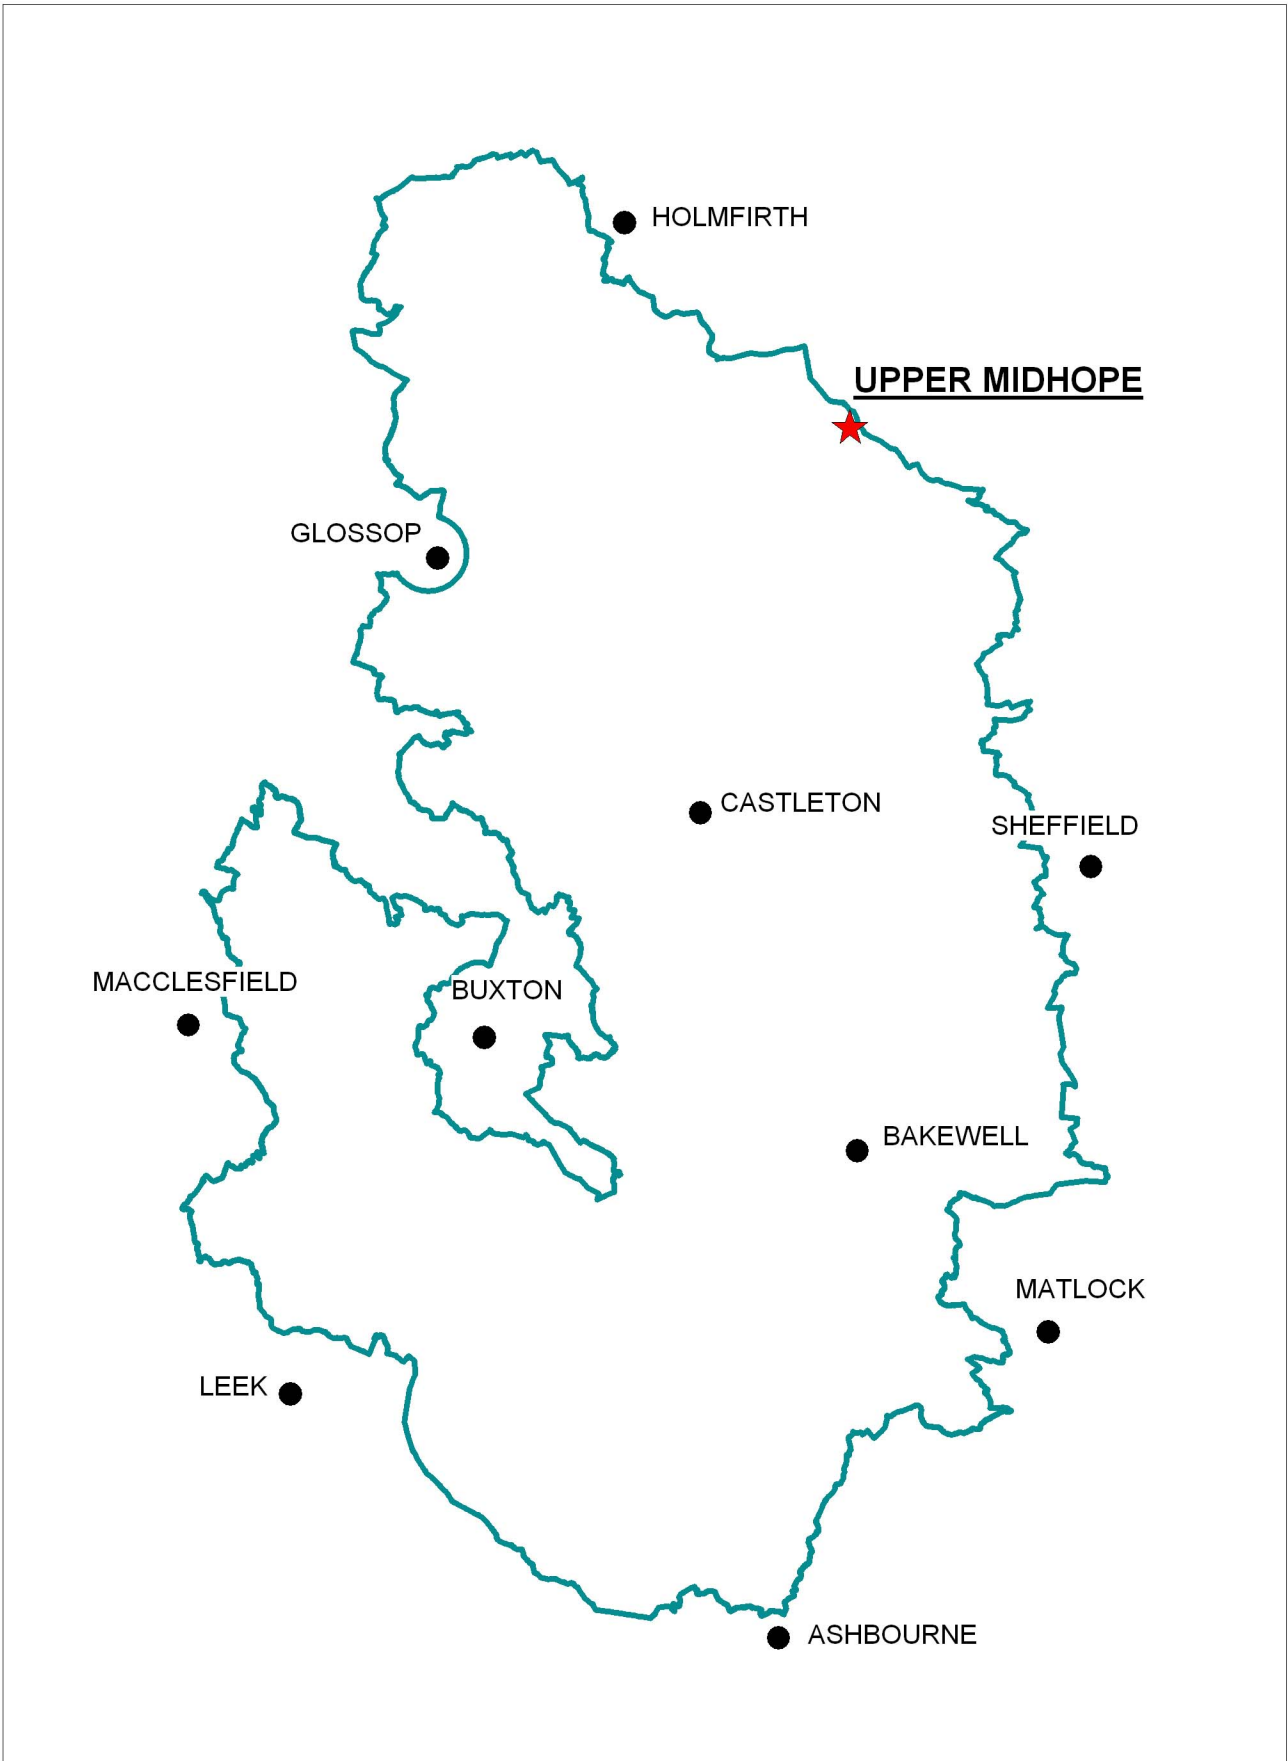 HOLMFIRTH
UPPER MIDHOPE
GLOSSOP
CASTLETON
SHEFFIELD
MACCLESFIELD
BUXTON
BAKEWELL
MATLOCK
LEEK
ASHBOURNE